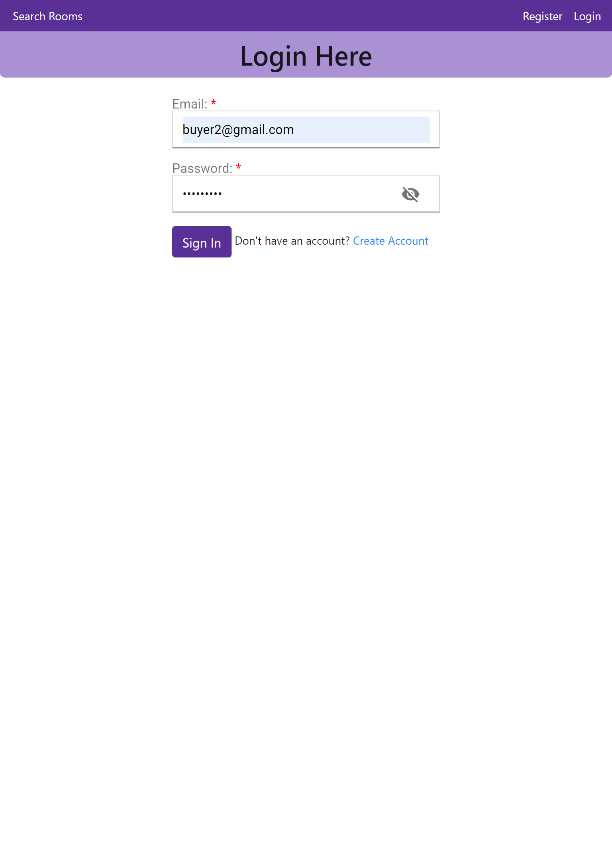 Search Rooms Register Login
Login Here
Email: *
buyer2@gmail.com
Password: *
•••••••••
Sign In Don't have an account? Create Account